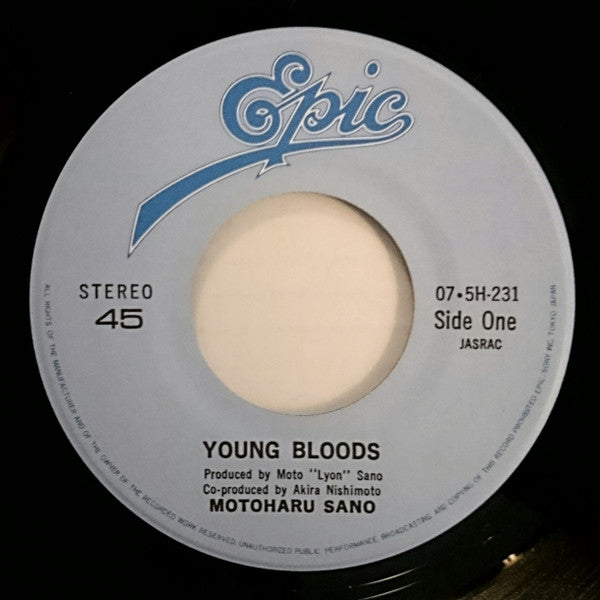 Epic
STEREO
45
07•5H-231
Side One
JASRAC
YOUNG BLOODS
Produced by Moto "Lyon" Sano
Co-produced by Akira Nishimoto
MOTOHARU SANO
ALL RIGHTS OF THE MANUFACTURER AND OF THE OWNER OF THE RECORDED WORK RESERVED. UNAUTHORIZED PUBLIC PERFORMANCE, BROADCASTING AND COPYING OF THIS RECORD PROHIBITED EPIC. SONY INC. TOKYO JAPAN